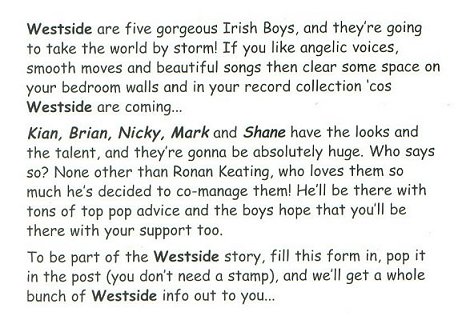 Westside are five gorgeous Irish Boys, and they're going
to take the world by storm! If you like angelic voices,
smooth moves and beautiful songs then clear some space on
your bedroom walls and in your record collection 'cos
Westside are coming...
Kian, Brian, Nicky, Mark and Shane have the looks and
the talent, and they're gonna be absolutely huge. Who says
so? None other than Ronan Keating, who loves them so
much he's decided to co-manage them! He'll be there with
tons of top pop advice and the boys hope that you'll be
there with your support too.
To be part of the Westside story, fill this form in, pop it
in the post (you don't need a stamp), and we'll get a whole
bunch of Westside info out to you...